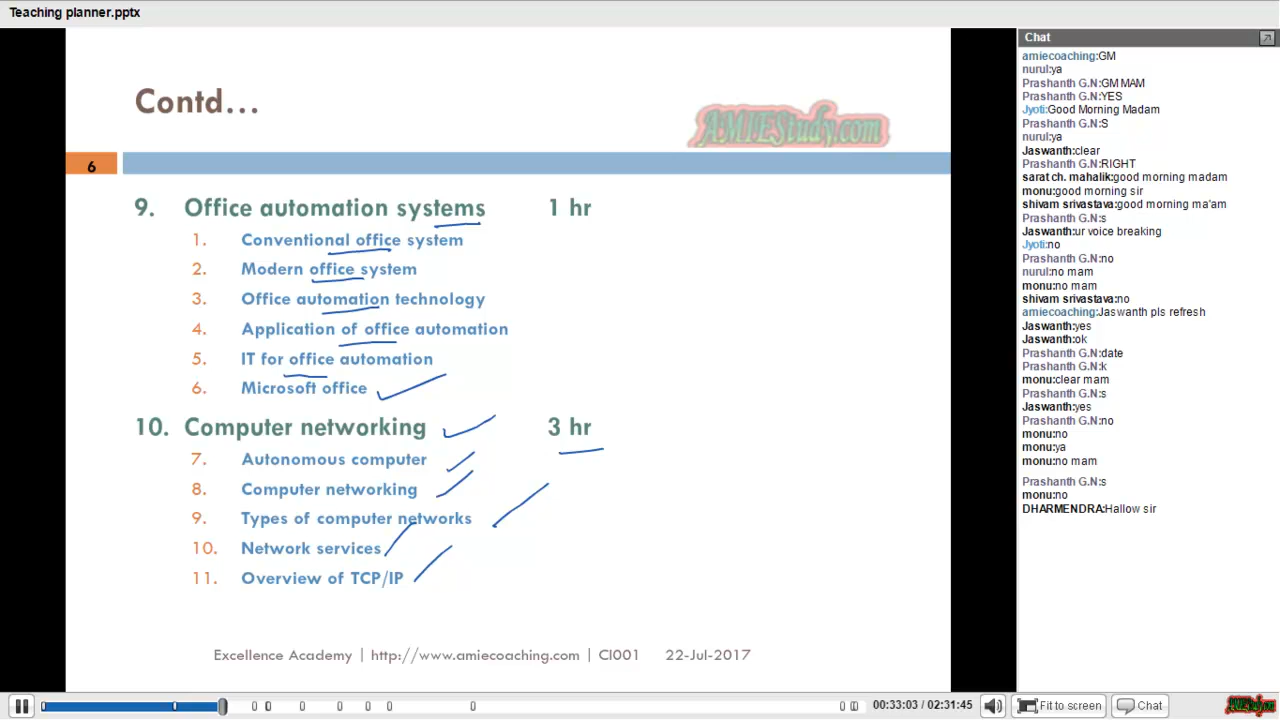 Teaching planner.pptx
Contd...
AMIEStudy.com
6
9. Office automation systems 1 hr
1. Conventional office system
2. Modern office system
3. Office automation technology
4. Application of office automation
5. IT for office automation
6. Microsoft office
10. Computer networking 3 hr
7. Autonomous computer
8. Computer networking
9. Types of computer networks
10. Network services
11. Overview of TCP/IP
Excellence Academy | http://www.amiecoaching.com | CI001 22-Jul-2017
Chat
amiecoaching:GM
nurul:ya
Prashanth G.N:GM MAM
Prashanth G.N:YES
Jyoti:Good Morning Madam
Prashanth G.N:S
nurul:ya
Jaswanth:clear
Prashanth G.N:RIGHT
sarat ch. mahalik:good morning madam
monu:good morning sir
shivam srivastava:good morning ma'am
Prashanth G.N:s
Jaswanth:ur voice breaking
Jyoti:no
Prashanth G.N:no
nurul:no mam
monu:no mam
shivam srivastava:no
amiecoaching:Jaswanth pls refresh
Jaswanth:yes
Jaswanth:ok
Prashanth G.N:date
Prashanth G.N:k
monu:clear mam
Prashanth G.N:s
Jaswanth:yes
Prashanth G.N:no
monu:no
monu:ya
monu:no mam
Prashanth G.N:s
monu:no
DHARMENDRA:Hallow sir
00:33:03 / 02:31:45
Fit to screen
Chat
AMIEStudy.com